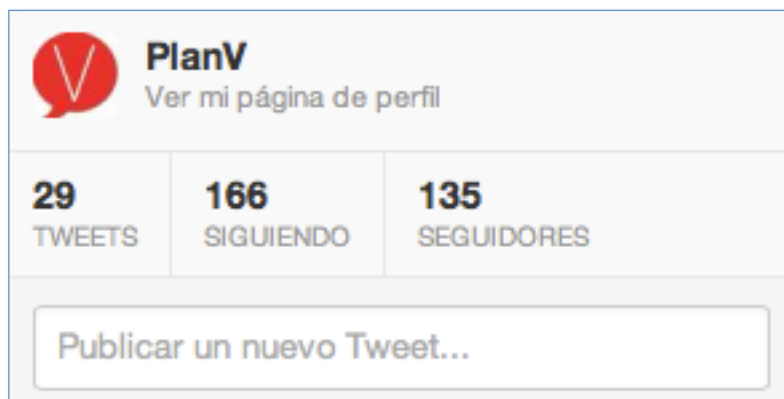 V
PlanV
Ver mi página de perfil
29 166 135
TWEETS SIGUIENDO SEGUIDORES
Publicar un nuevo Tweet...